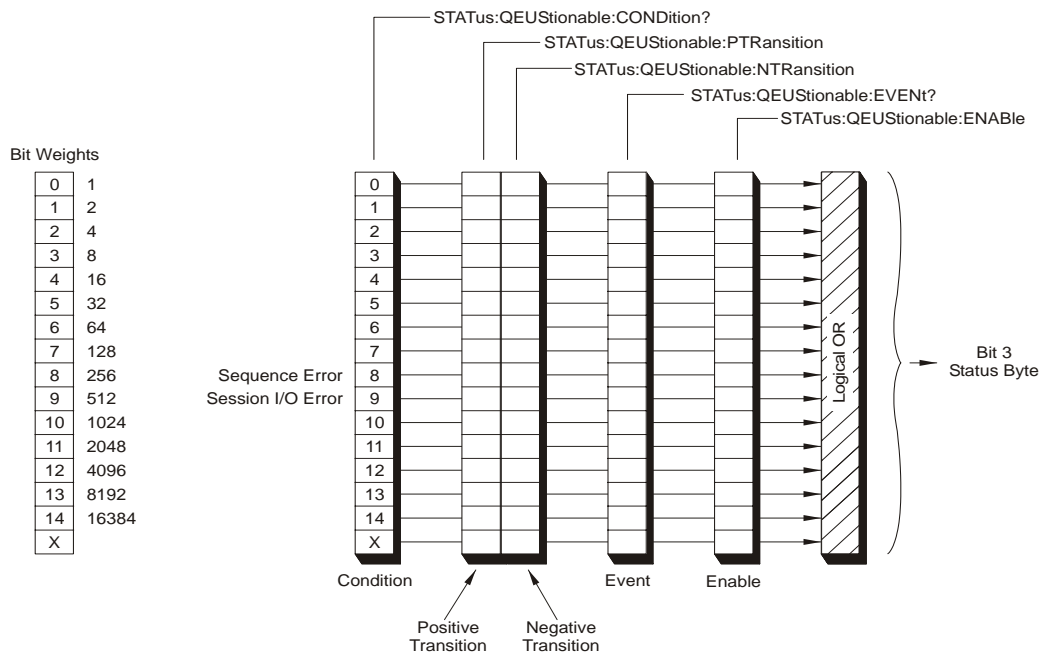 STATus:QEUStionable:CONDition?
STATus:QEUStionable:PTRansition
STATus:QEUStionable:NTRansition
STATus:QEUStionable:EVENt?
STATus:QEUStionable:ENABle
Bit Weights
0 1
1 2
2 4
3 8
4 16
5 32
6 64
7 128
8 256
9 512
10 1024
11 2048
12 4096
13 8192
14 16384
X
0
1
2
3
4
5
6
7
Sequence Error 8
Session I/O Error 9
10
11
12
13
14
X
Logical OR
Bit 3
Status Byte
Condition
Event
Enable
Positive
Transition
Negative
Transition